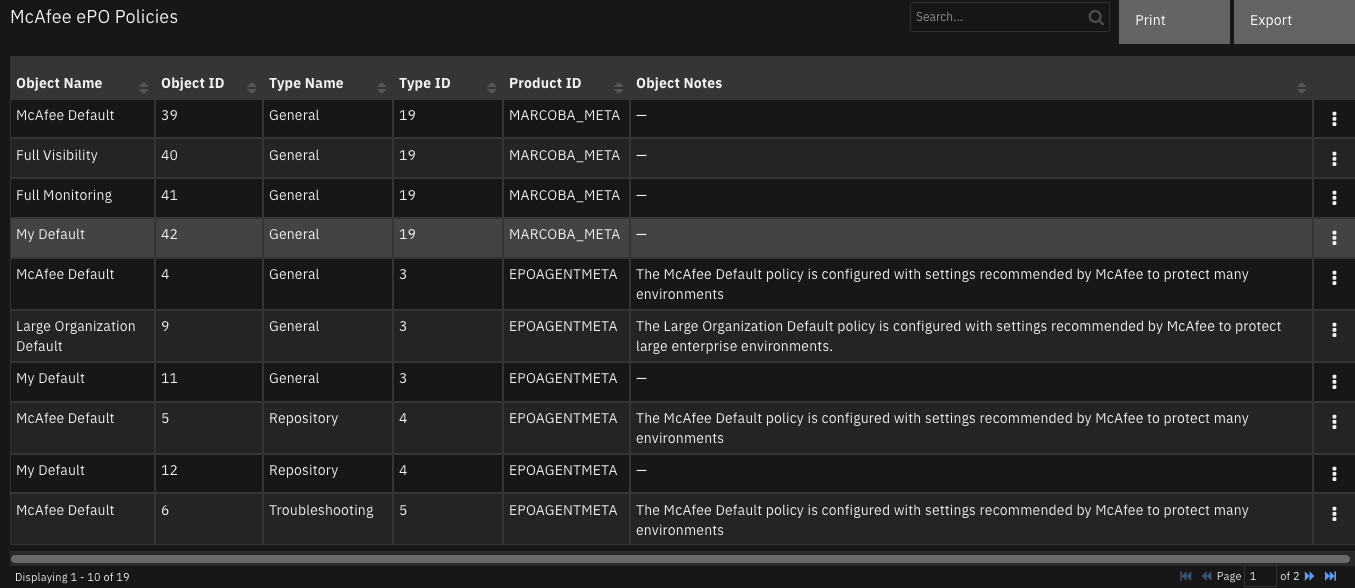 McAfee ePO Policies
Search...
Print
Export
Object Name Object ID Type Name Type ID Product ID Object Notes
McAfee Default 39 General 19 MARCOBA_META —
Full Visibility 40 General 19 MARCOBA_META —
Full Monitoring 41 General 19 MARCOBA_META —
My Default 42 General 19 MARCOBA_META —
McAfee Default 4 General 3 EPOAGENTMETA The McAfee Default policy is configured with settings recommended by McAfee to protect many
environments
Large Organization 9 General 3 EPOAGENTMETA The Large Organization Default policy is configured with settings recommended by McAfee to protect
Default large enterprise environments.
My Default 11 General 3 EPOAGENTMETA —
McAfee Default 5 Repository 4 EPOAGENTMETA The McAfee Default policy is configured with settings recommended by McAfee to protect many
environments
My Default 12 Repository 4 EPOAGENTMETA —
McAfee Default 6 Troubleshooting 5 EPOAGENTMETA The McAfee Default policy is configured with settings recommended by McAfee to protect many
environments
Displaying 1 - 10 of 19 Page 1 of 2